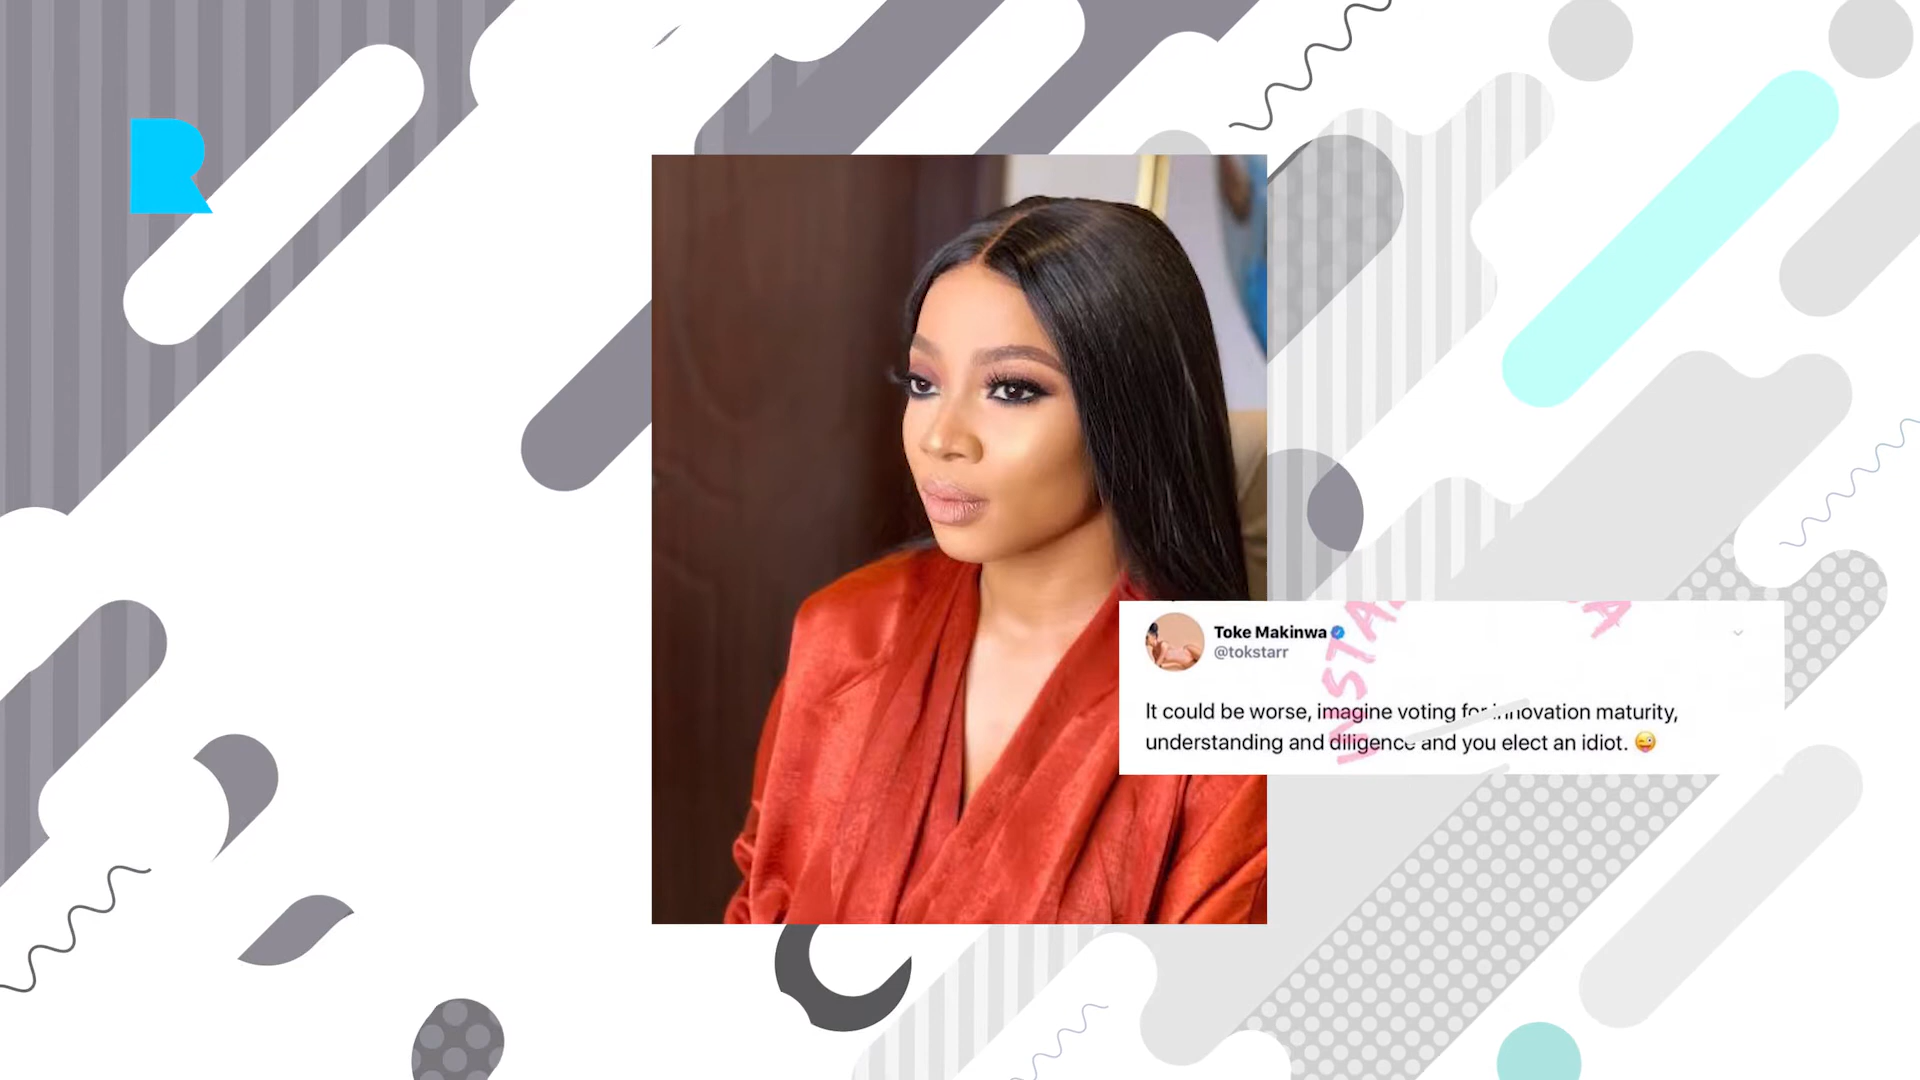 R
Toke Makinwa
@tokstarr
It could be worse, imagine voting for innovation maturity,
understanding and diligence and you elect an idiot. 😜
INSTA
A